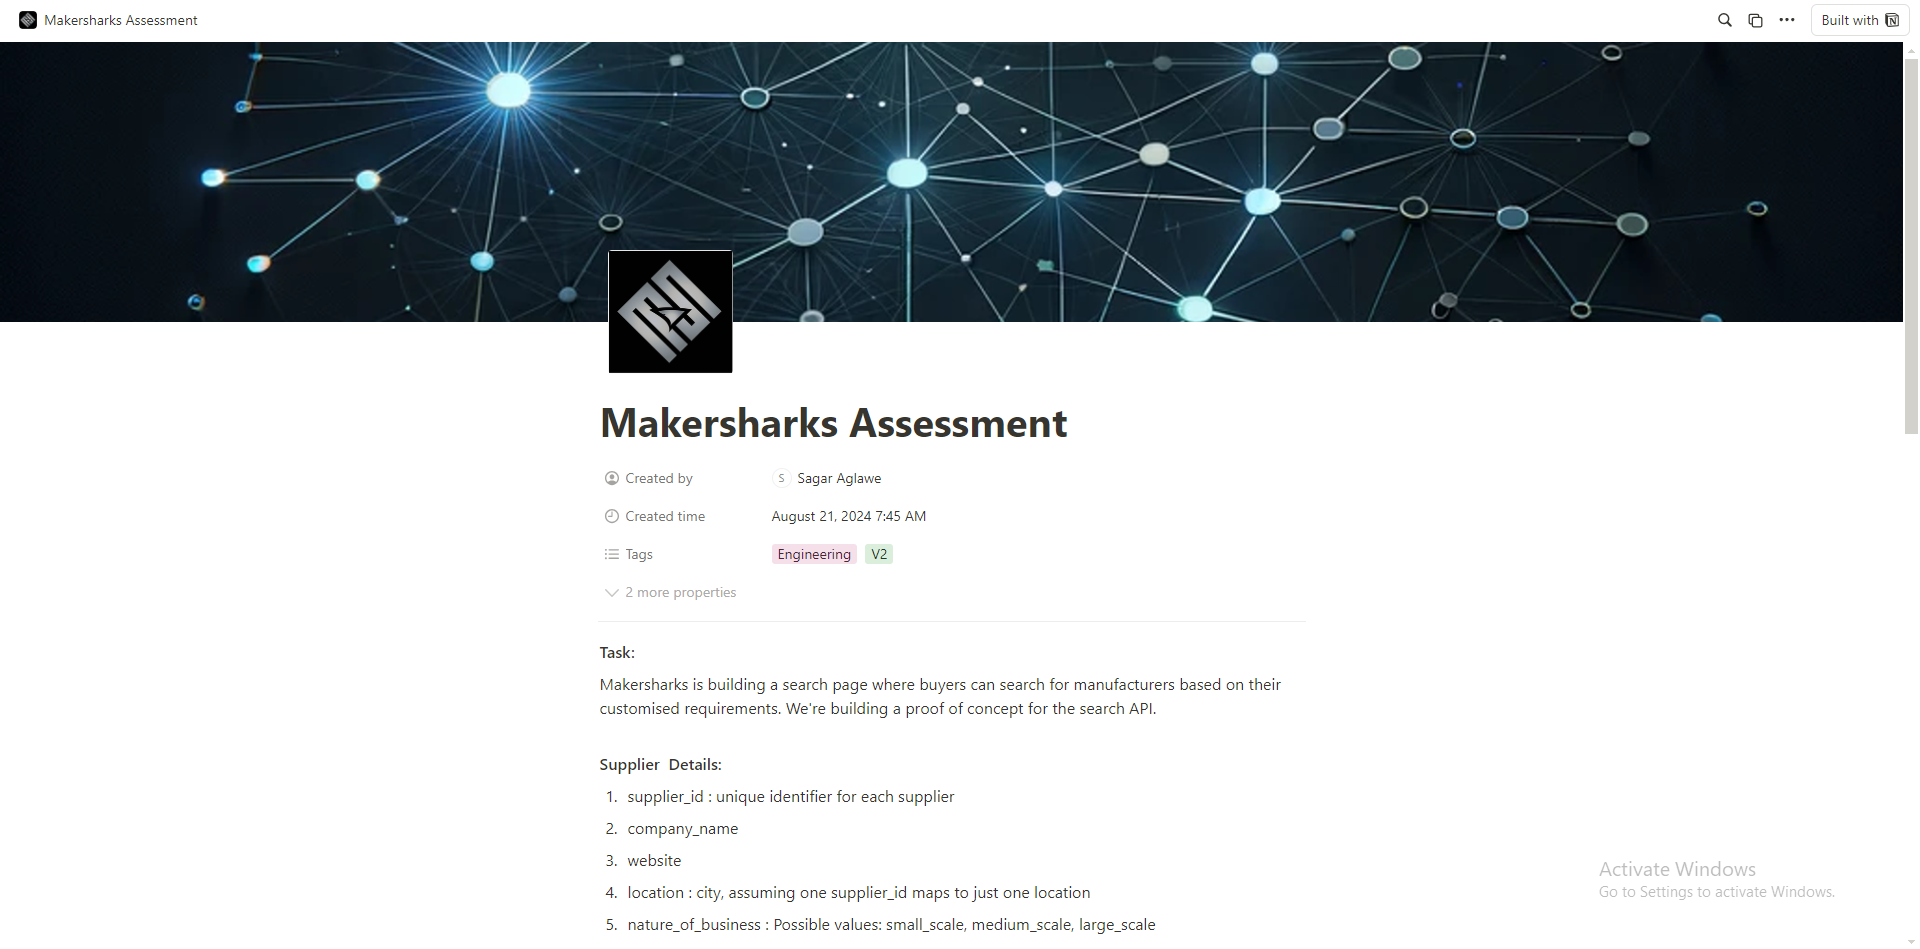 Makersharks Assessment
Built with
Makersharks Assessment
Created by
S Sagar Aglawe
Created time
August 21, 2024 7:45 AM
Tags
Engineering V2
2 more properties
Task:
Makersharks is building a search page where buyers can search for manufacturers based on their
customised requirements. We're building a proof of concept for the search API.
Supplier Details:
1. supplier_id : unique identifier for each supplier
2. company_name
3. website
4. location : city, assuming one supplier_id maps to just one location
5. nature_of_business : Possible values: small_scale, medium_scale, large_scale
Activate Windows
Go to Settings to activate Windows.